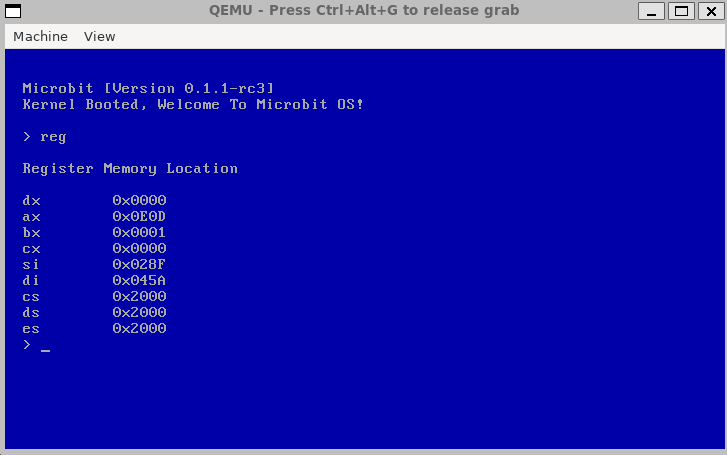 QEMU - Press Ctrl+Alt+G to release grab
Machine View
Microbit [Version 0.1.1-rc3]
Kernel Booted, Welcome To Microbit OS!
> reg
Register Memory Location
dx 0x0000
ax 0x0E0D
bx 0x0001
cx 0x0000
si 0x028F
di 0x045A
cs 0x2000
ds 0x2000
es 0x2000
> _